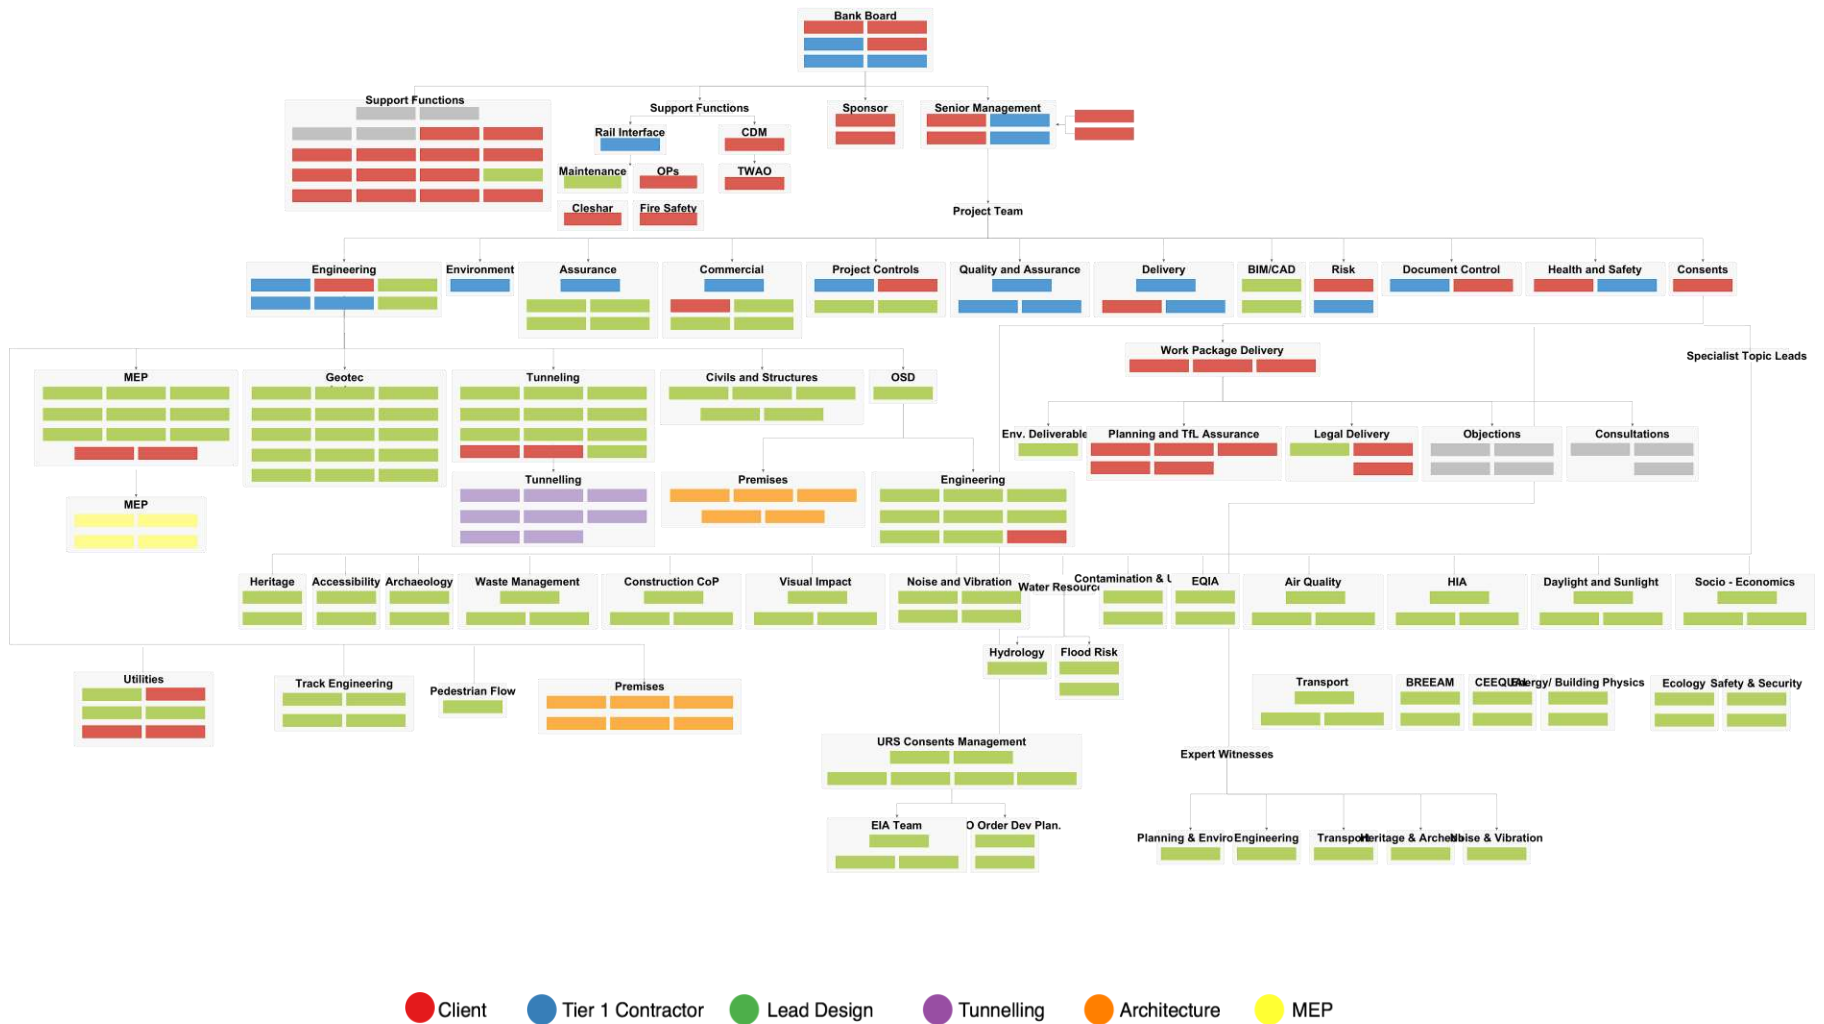 Bank Board
Support Functions
Support Functions
Sponsor
Senior Management
Rail Interface
CDM
Maintenance
OPs
TWAO
Cleshar
Fire Safety
Project Team
Engineering
Environment
Assurance
Commercial
Project Controls
Quality and Assurance
Delivery
BIM/CAD
Risk
Document Control
Health and Safety
Consents
Work Package Delivery
Specialist Topic Leads
MEP
Geotec
Tunneling
Civils and Structures
OSD
Env. Deliverable
Planning and TfL Assurance
Legal Delivery
Objections
Consultations
MEP
Tunnelling
Premises
Engineering
Heritage
Accessibility
Archaeology
Waste Management
Construction CoP
Visual Impact
Noise and Vibration
Water Resourc
Contamination & U
EQIA
Air Quality
HIA
Daylight and Sunlight
Socio - Economics
Hydrology
Flood Risk
Utilities
Track Engineering
Pedestrian Flow
Premises
Transport
BREEAM
CEEQUAL
Energy/ Building Physics
Ecology
Safety & Security
URS Consents Management
Expert Witnesses
EIA Team
O Order Dev Plan.
Planning & Enviro
Engineering
Transport
Heritage & Archeo
Noise & Vibration
Client
Tier 1 Contractor
Lead Design
Tunnelling
Architecture
MEP